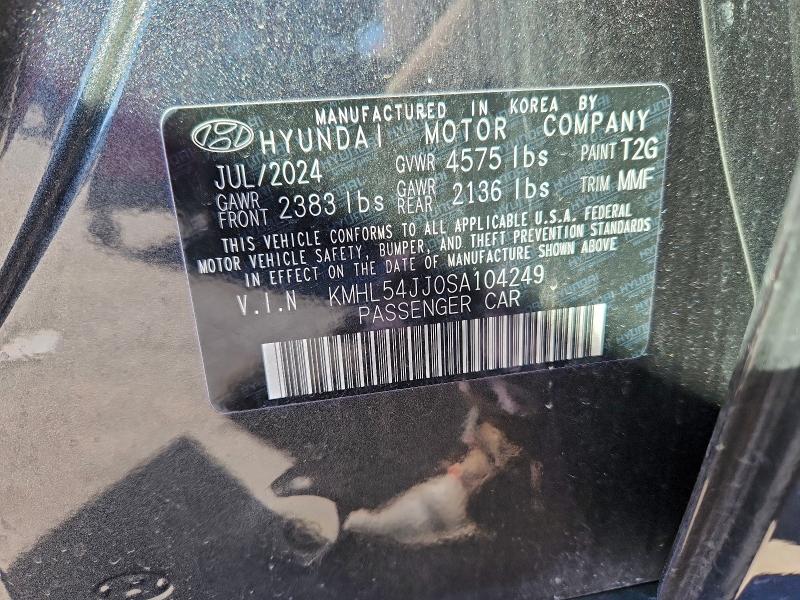 MANUFACTURED IN KOREA BY
HYUNDAI MOTOR COMPANY
JUL/2024 GVWR 4575 lbs PAINT T2G
GAWR FRONT 2383 lbs GAWR REAR 2136 lbs TRIM MMF
THIS VEHICLE CONFORMS TO ALL APPLICABLE U.S.A. FEDERAL
MOTOR VEHICLE SAFETY, BUMPER, AND THEFT PREVENTION STANDARDS
IN EFFECT ON THE DATE OF MANUFACTURE SHOWN ABOVE
V.I.N KMHL54JJ0SA104249
PASSENGER CAR